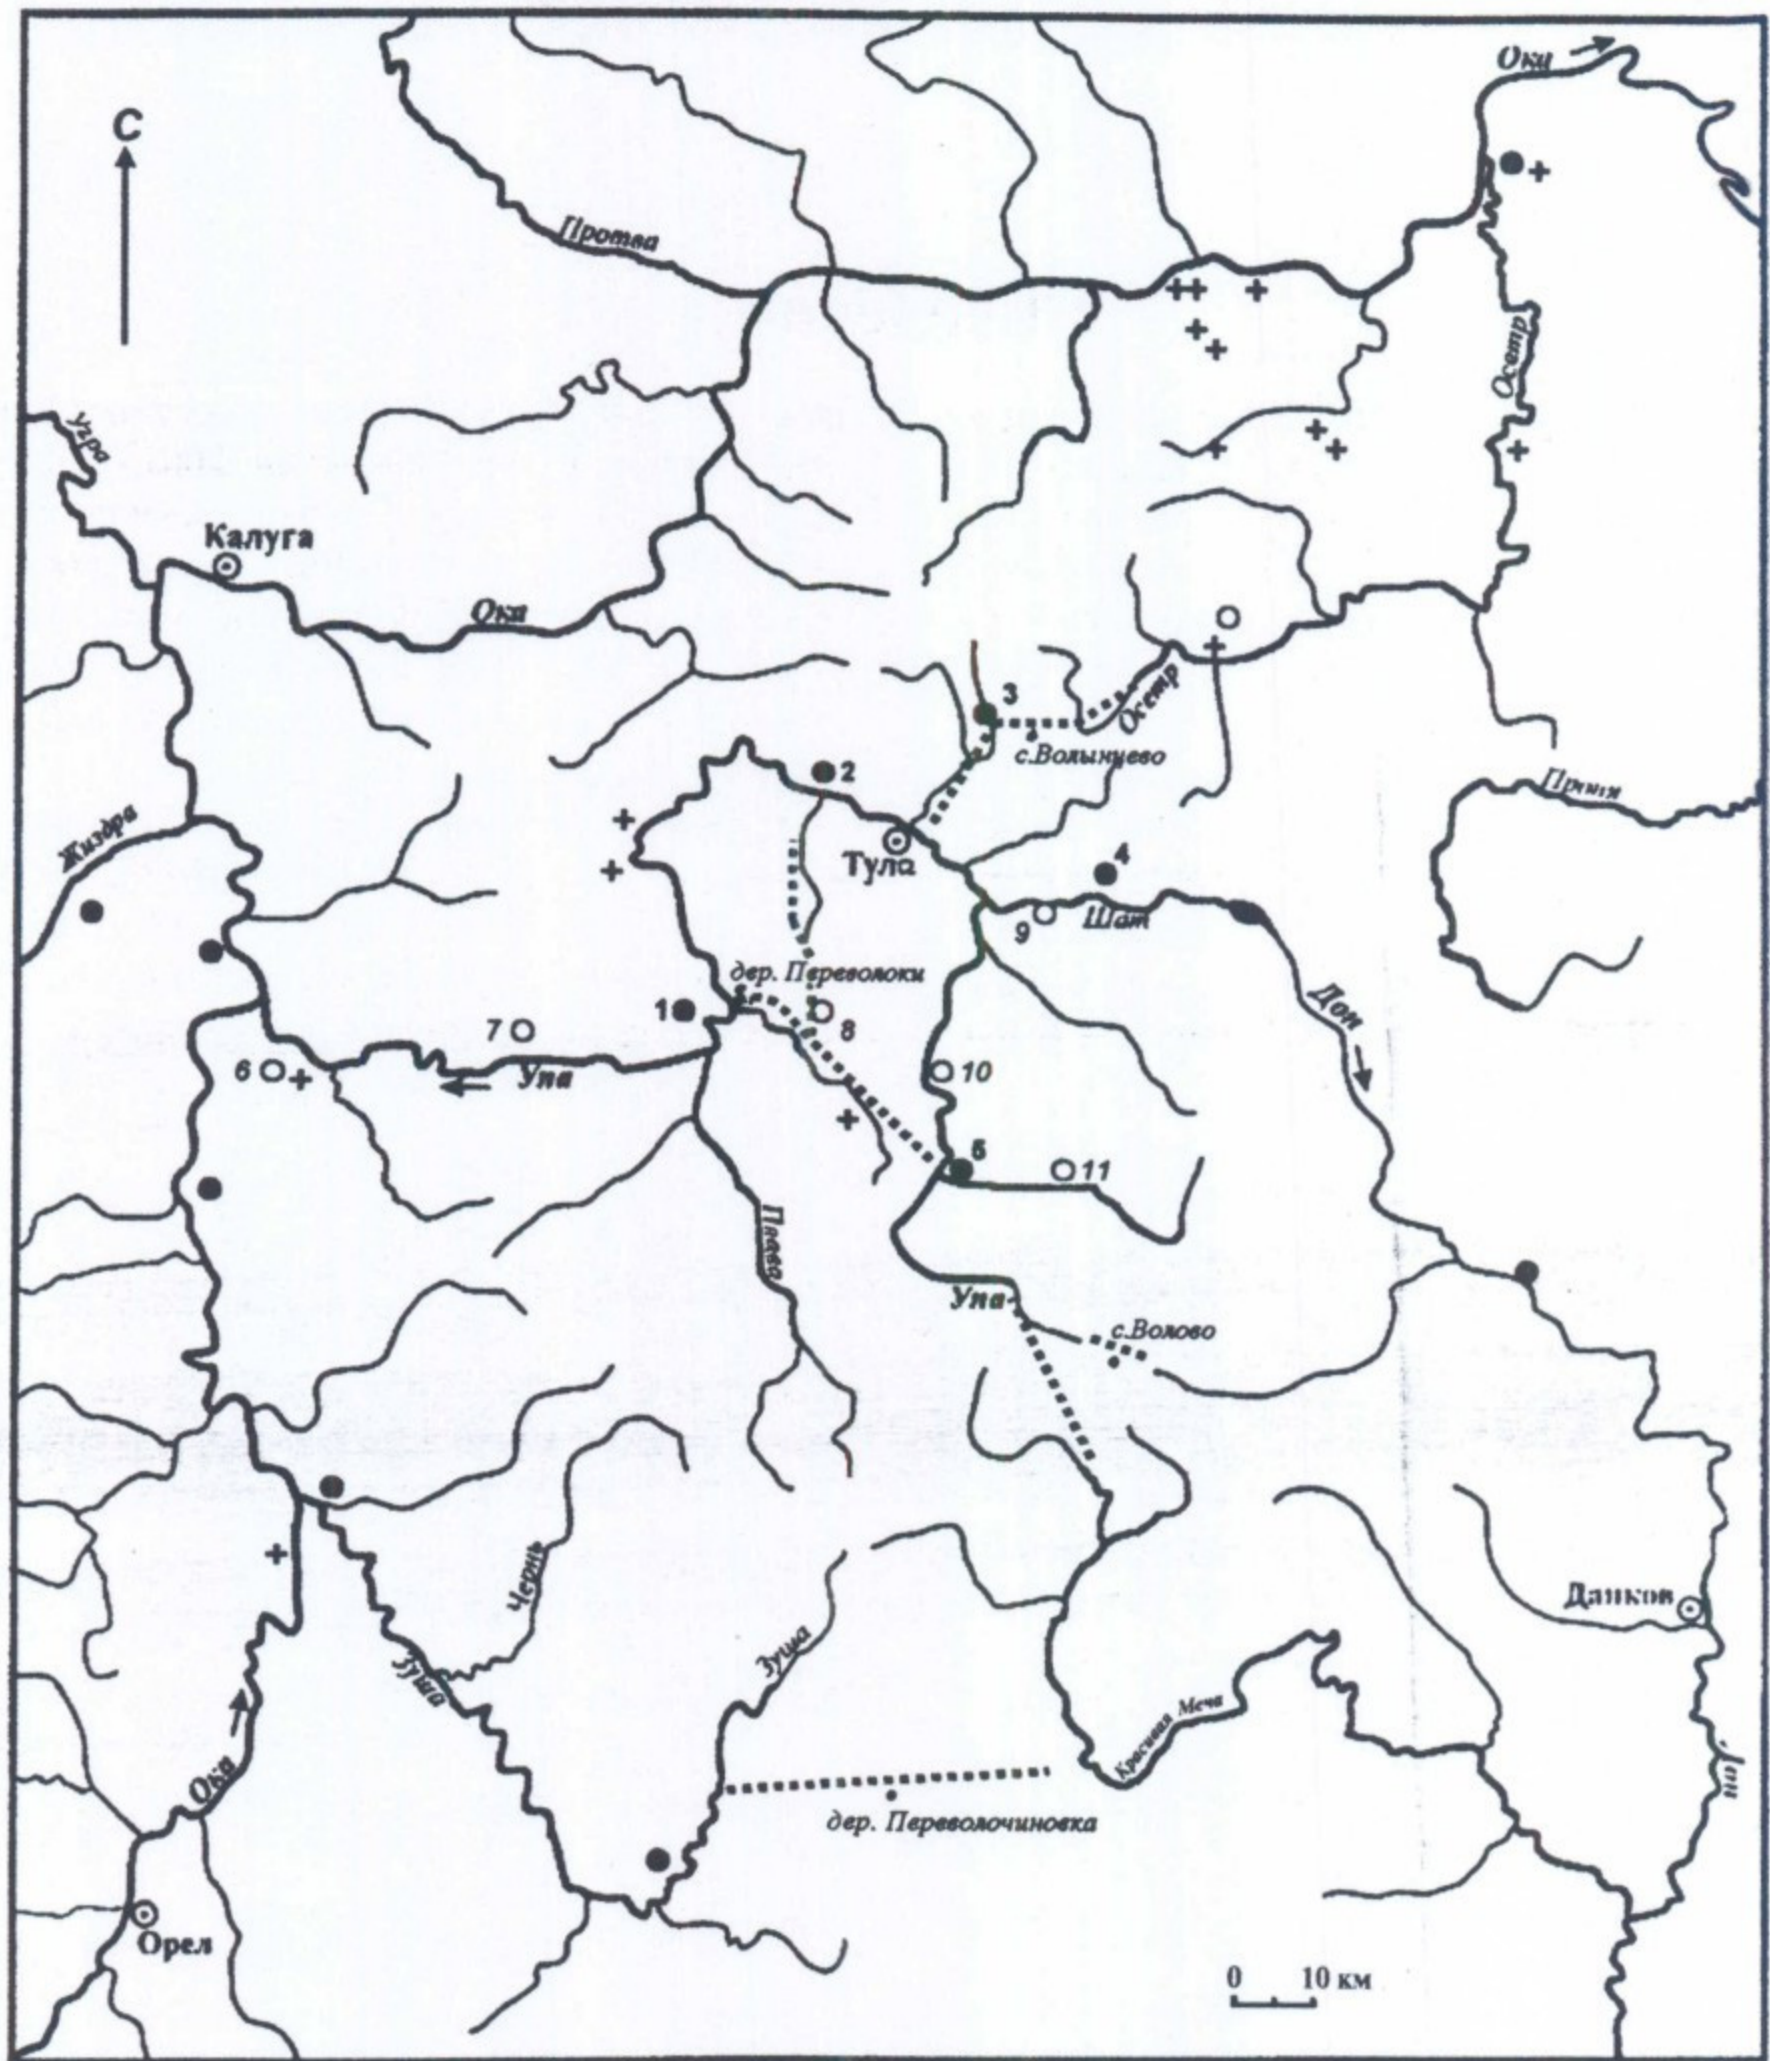 Ока
С
Протва
Осетр
Угра
Калуга
Ока
3
Осетр
с.Волынцево
2
Проня
Жиздра
Тула
4
9
Шат
дер. Переволоки
Дон
1
8
7
6
Упа
10
5
11
Плава
Упа
с.Волово
Чернь
Данков
Зуша
Зуша
Красивая Меча
Ока
Дон
дер. Переволочиновка
Орел
0 10 км